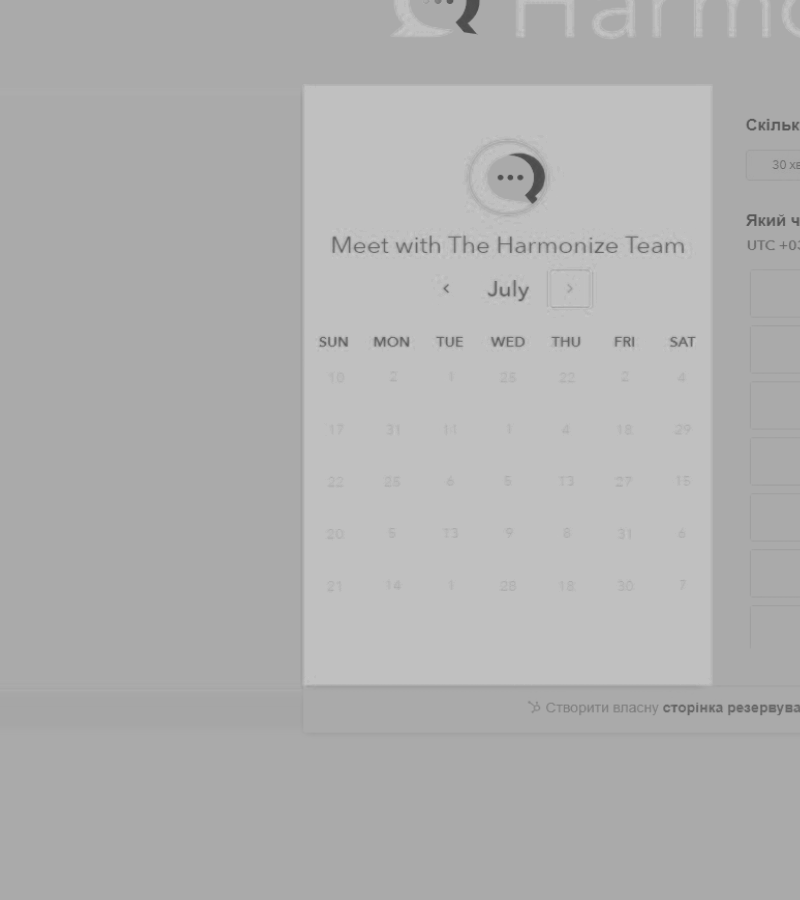 Harmo
Meet with The Harmonize Team
July
SUN MON TUE WED THU FRI SAT
10 2 1 28 22 2 4
17 31 11 1 4 18 29
22 26 6 5 13 27 15
20 5 13 9 8 31 6
21 14 1 28 18 30 7
Скільк
30 хв
Який ч
UTC +03
Створити власну сторінка резервува